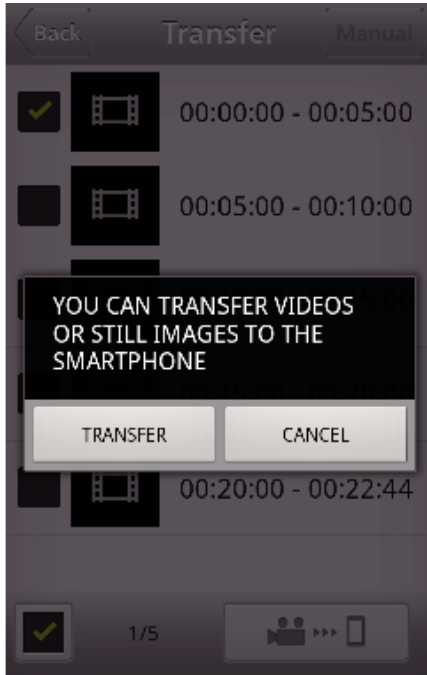 Back
Transfer
Manual
00:00:00 - 00:05:00
00:05:00 - 00:10:00
YOU CAN TRANSFER VIDEOS
OR STILL IMAGES TO THE
SMARTPHONE
TRANSFER
CANCEL
00:20:00 - 00:22:44
1/5